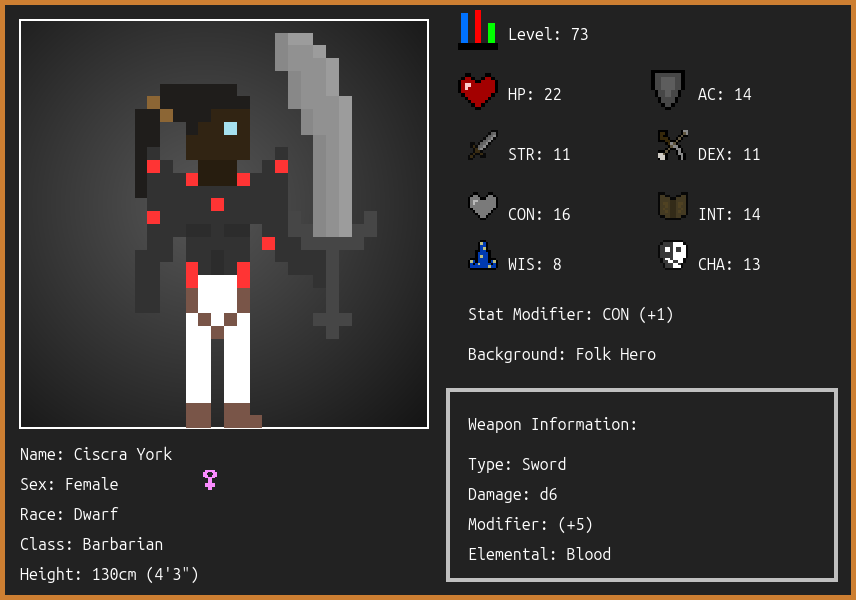 Level: 73
HP: 22
AC: 14
STR: 11
DEX: 11
CON: 16
INT: 14
WIS: 8
CHA: 13
Stat Modifier: CON (+1)
Background: Folk Hero
Weapon Information:
Type: Sword
Damage: d6
Modifier: (+5)
Elemental: Blood
Name: Ciscra York
Sex: Female
Race: Dwarf
Class: Barbarian
Height: 130cm (4'3")